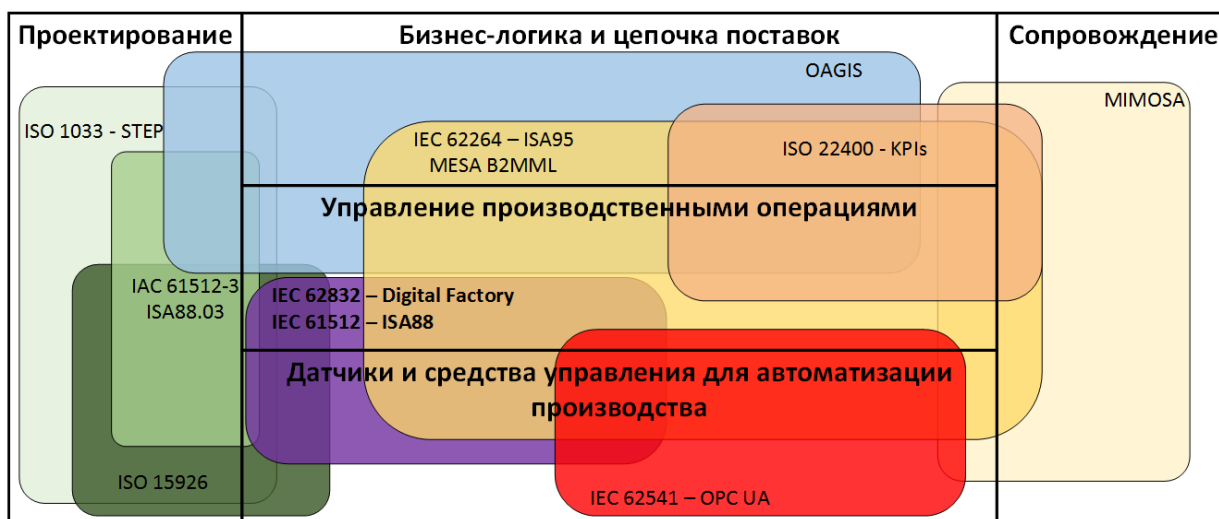 Проектирование
Бизнес-логика и цепочка поставок
Сопровождение
OAGIS
MIMOSA
ISO 1033 - STEP
IEC 62264 – ISA95
MESA B2MML
ISO 22400 - KPIs
Управление производственными операциями
IAC 61512-3
ISA88.03
IEC 62832 – Digital Factory
IEC 61512 – ISA88
Датчики и средства управления для автоматизации
производства
ISO 15926
IEC 62541 – OPC UA